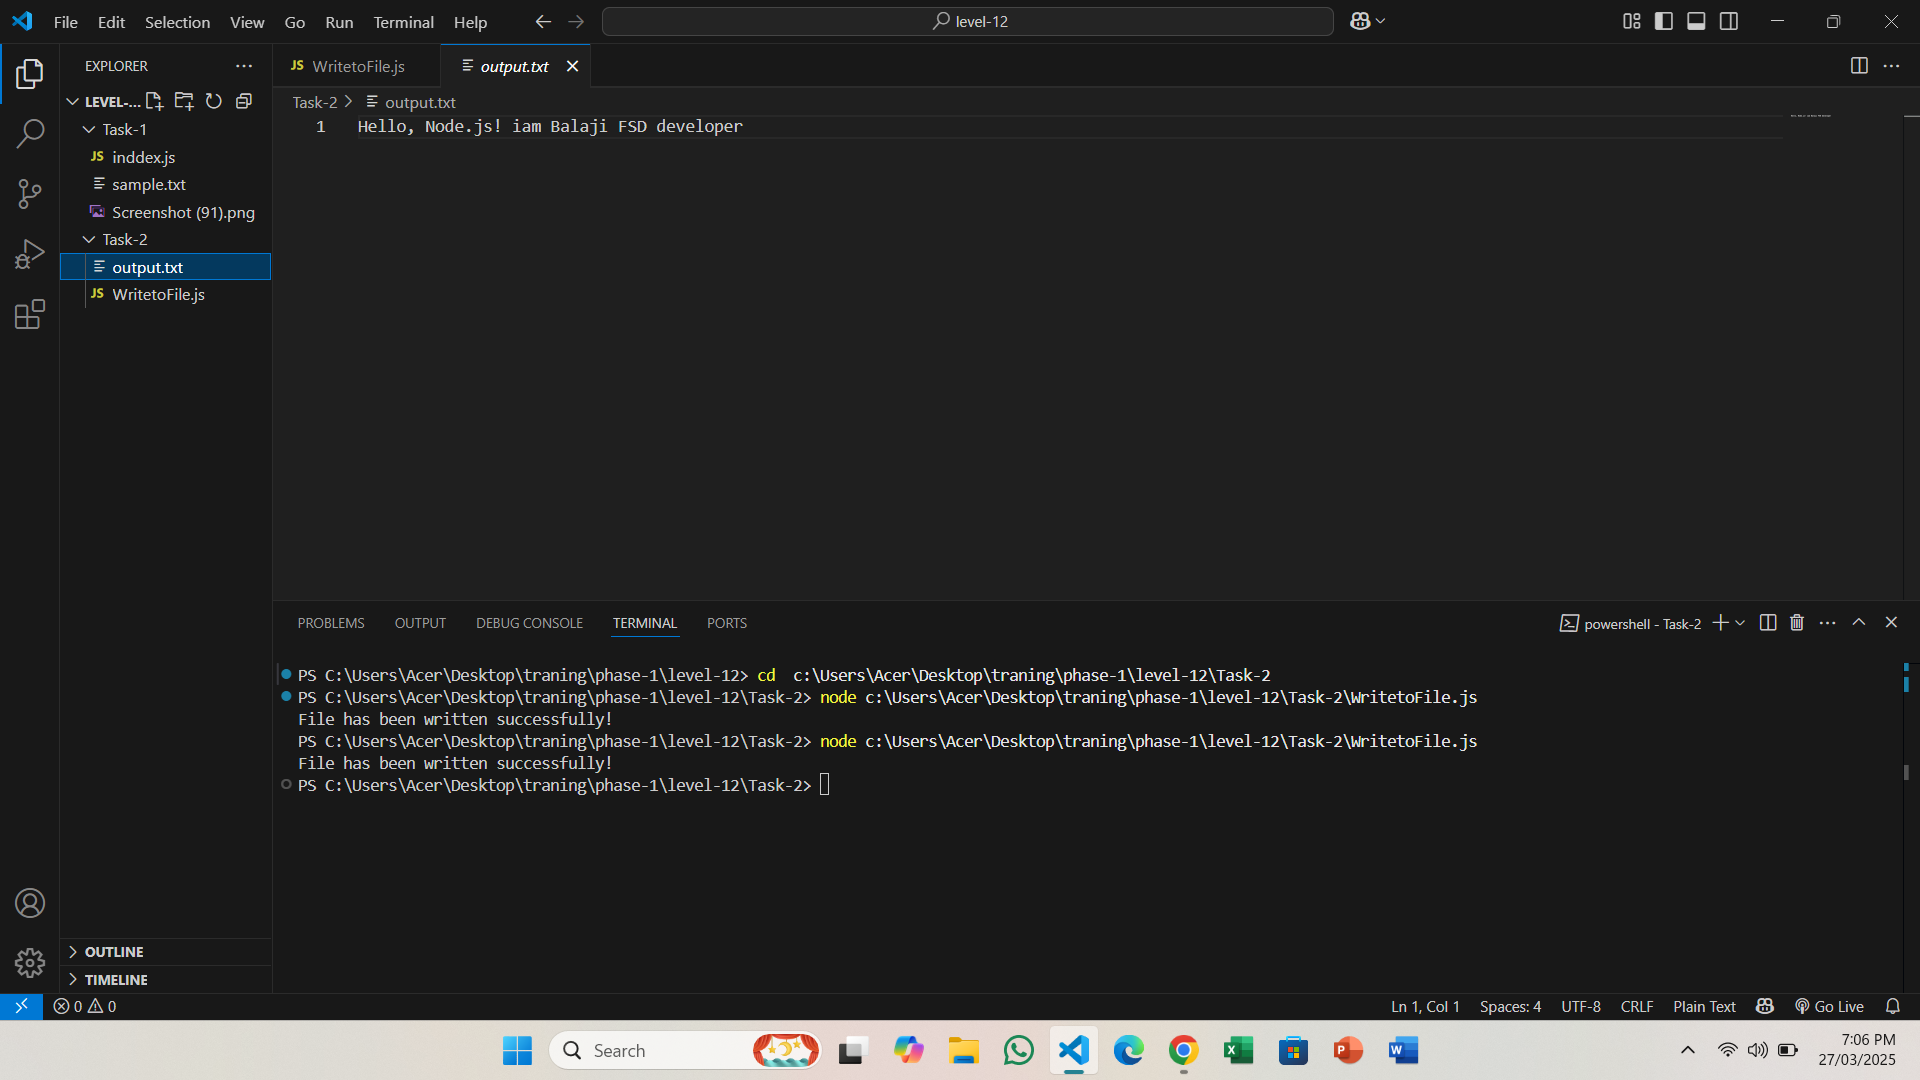 File Edit Selection View Go Run Terminal Help
level-12
EXPLORER
LEVEL-...
Task-1
JS inddex.js
sample.txt
Screenshot (91).png
Task-2
output.txt
JS WritetoFile.js
OUTLINE
TIMELINE
JS WritetoFile.js
output.txt
Task-2 > output.txt
1 Hello, Node.js! iam Balaji FSD developer
PROBLEMS OUTPUT DEBUG CONSOLE TERMINAL PORTS
powershell - Task-2
PS C:\Users\Acer\Desktop\traning\phase-1\level-12> cd  c:\Users\Acer\Desktop\traning\phase-1\level-12\Task-2
PS C:\Users\Acer\Desktop\traning\phase-1\level-12\Task-2> node c:\Users\Acer\Desktop\traning\phase-1\level-12\Task-2\WritetoFile.js
File has been written successfully!
PS C:\Users\Acer\Desktop\traning\phase-1\level-12\Task-2> node c:\Users\Acer\Desktop\traning\phase-1\level-12\Task-2\WritetoFile.js
File has been written successfully!
PS C:\Users\Acer\Desktop\traning\phase-1\level-12\Task-2>
0 0
Ln 1, Col 1 Spaces: 4 UTF-8 CRLF Plain Text Go Live
Search
7:06 PM
27/03/2025